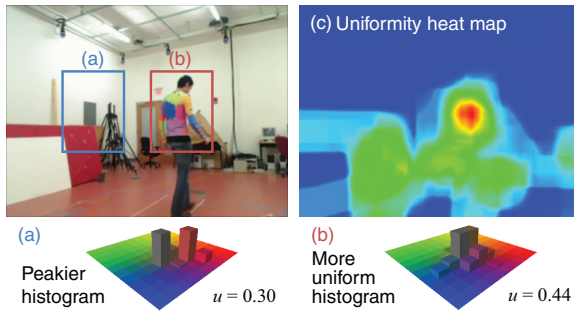 (a)
(b)
(c) Uniformity heat map
(a)
Peakier
histogram
u = 0.30
(b)
More
uniform
histogram
u = 0.44